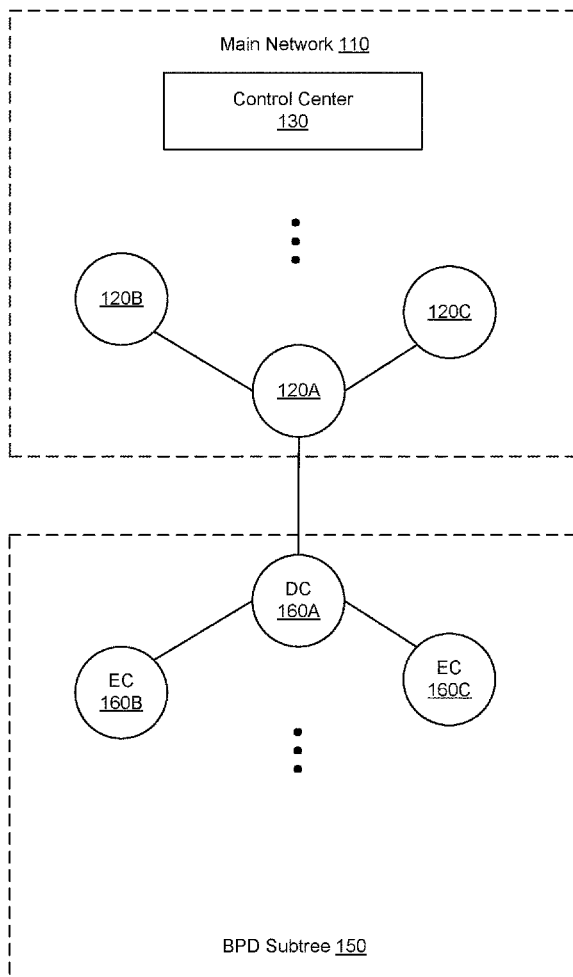 Main Network 110
Control Center
130
120B
120C
120A
DC
160A
EC
160B
EC
160C
BPD Subtree 150